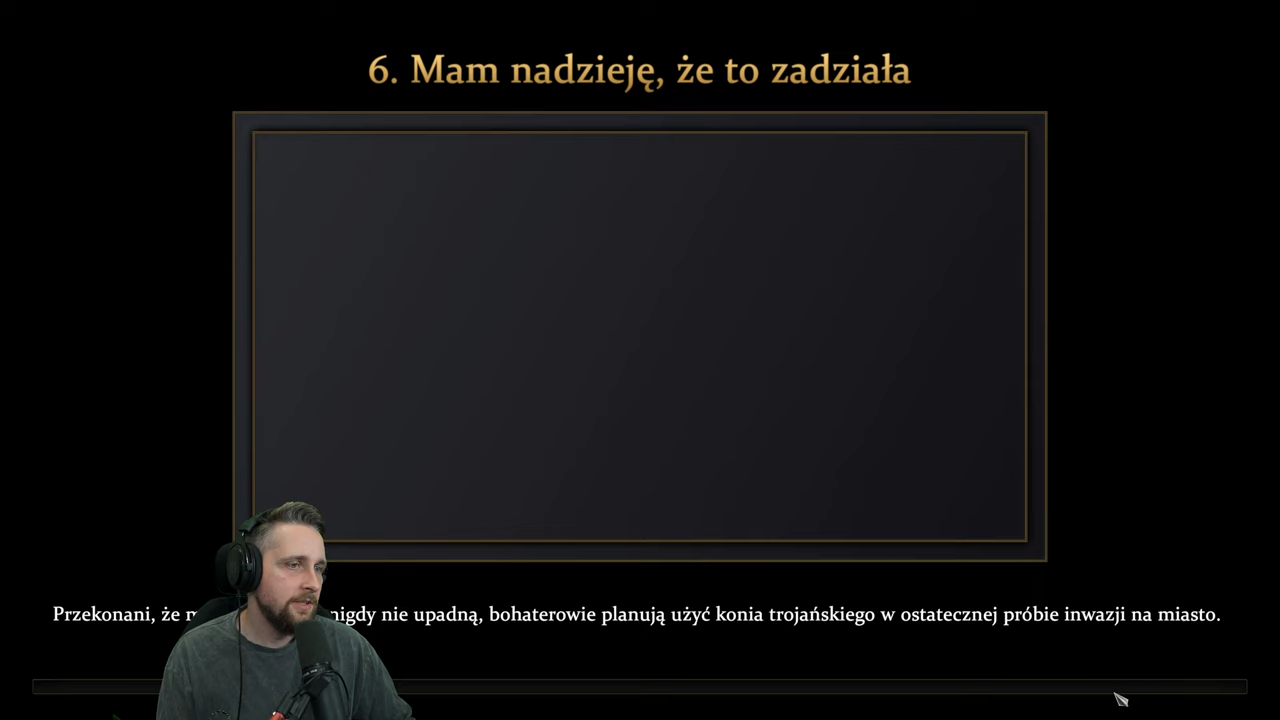 6. Mam nadzieję, że to zadziała
Przekonani, że nigdy nie upadną, bohaterowie planują użyć konia trojańskiego w ostatecznej próbie inwazji na miasto.